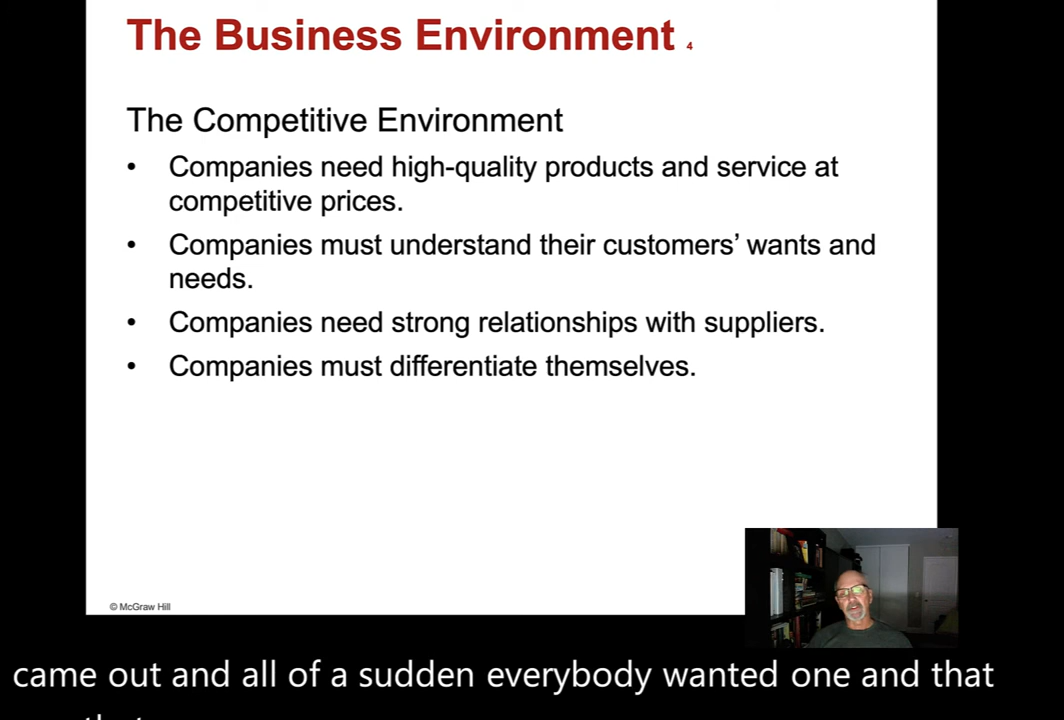 The Business Environment 4
The Competitive Environment
• Companies need high-quality products and service at
competitive prices.
• Companies must understand their customers’ wants and
needs.
• Companies need strong relationships with suppliers.
• Companies must differentiate themselves.
© McGraw Hill
came out and all of a sudden everybody wanted one and that